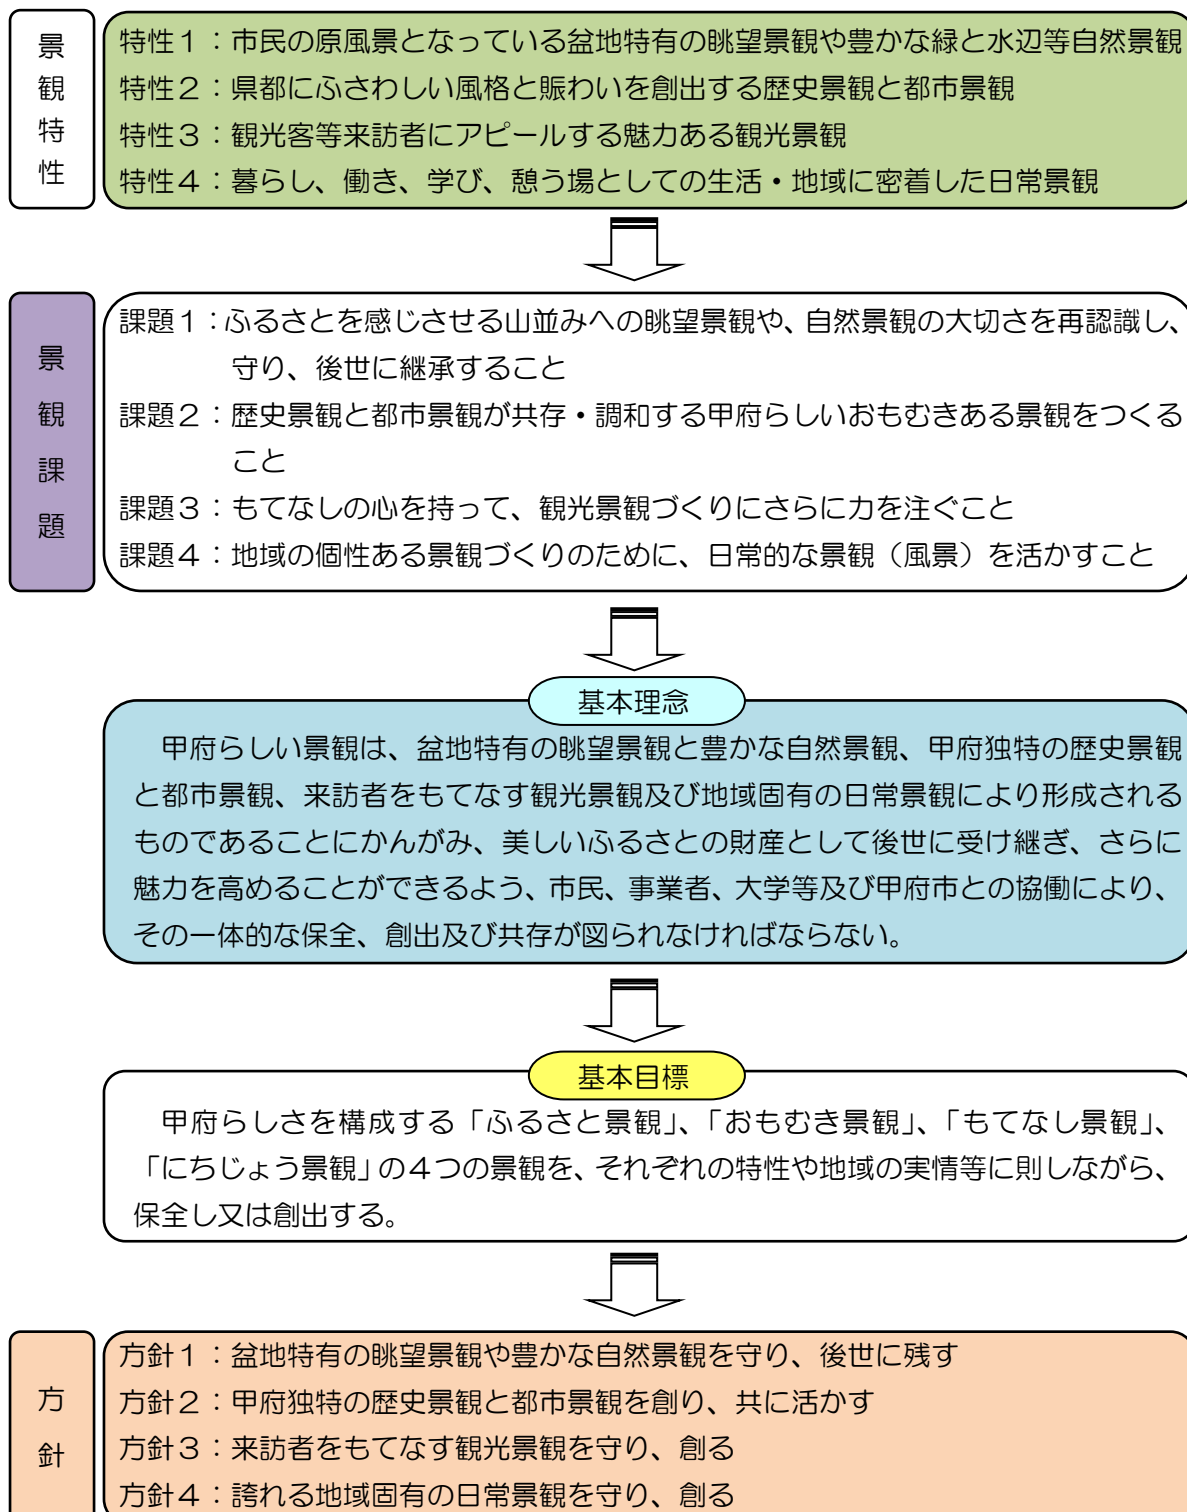 景観特性
特性１：市民の原風景となっている盆地特有の眺望景観や豊かな緑と水辺等自然景観
特性２：県都にふさわしい風格と賑わいを創出する歴史景観と都市景観
特性３：観光客等来訪者にアピールする魅力ある観光景観
特性４：暮らし、働き、学び、憩う場としての生活・地域に密着した日常景観
景観課題
課題１：ふるさとを感じさせる山並みへの眺望景観や、自然景観の大切さを再認識し、
守り、後世に継承すること
課題２：歴史景観と都市景観が共存・調和する甲府らしいおもむきある景観をつくる
こと
課題３：もてなしの心を持って、観光景観づくりにさらに力を注ぐこと
課題４：地域の個性ある景観づくりのために、日常的な景観（風景）を活かすこと
基本理念
甲府らしい景観は、盆地特有の眺望景観と豊かな自然景観、甲府独特の歴史景観
と都市景観、来訪者をもてなす観光景観及び地域固有の日常景観により形成される
ものであることにかんがみ、美しいふるさとの財産として後世に受け継ぎ、さらに
魅力を高めることができるよう、市民、事業者、大学等及び甲府市との協働により、
その一体的な保全、創出及び共存が図られなければならない。
基本目標
甲府らしさを構成する「ふるさと景観」、「おもむき景観」、「もてなし景観」、
「にちじょう景観」の４つの景観を、それぞれの特性や地域の実情等に則しながら、
保全し又は創出する。
方針
方針１：盆地特有の眺望景観や豊かな自然景観を守り、後世に残す
方針２：甲府独特の歴史景観と都市景観を創り、共に活かす
方針３：来訪者をもてなす観光景観を守り、創る
方針４：誇れる地域固有の日常景観を守り、創る